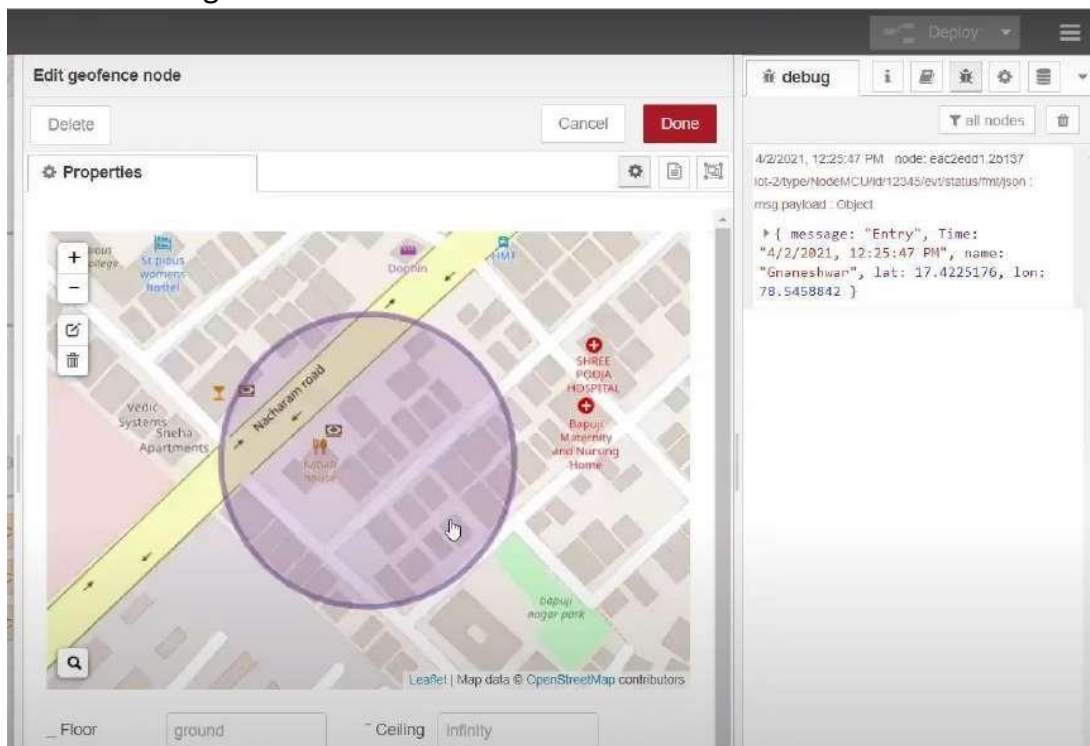 Deploy
Edit geofence node
debug
i
all nodes
Delete
Cancel
Done
4/2/2021, 12:25:47 PM node: eac2edd1.2b137
iot-2/type/NodeMCU/id/12345/evt/status/fmt/json :
msg.payload : Object
{ message: "Entry", Time:
"4/2/2021, 12:25:47 PM", name:
"Gnaneshwar", lat: 17.4225176, lon:
78.5458842 }
Properties
+
−
St pious
womens
hostel
Dolphin
HMT
SHREE
POOJA
HOSPITAL
Bapuji
Maternity
and Nursing
Home
Nacharam road
Vedic
Systems
Sneha
Apartments
house
bapuji
nagar park
Leaflet | Map data © OpenStreetMap contributors
Floor
ground
Ceiling
infinity